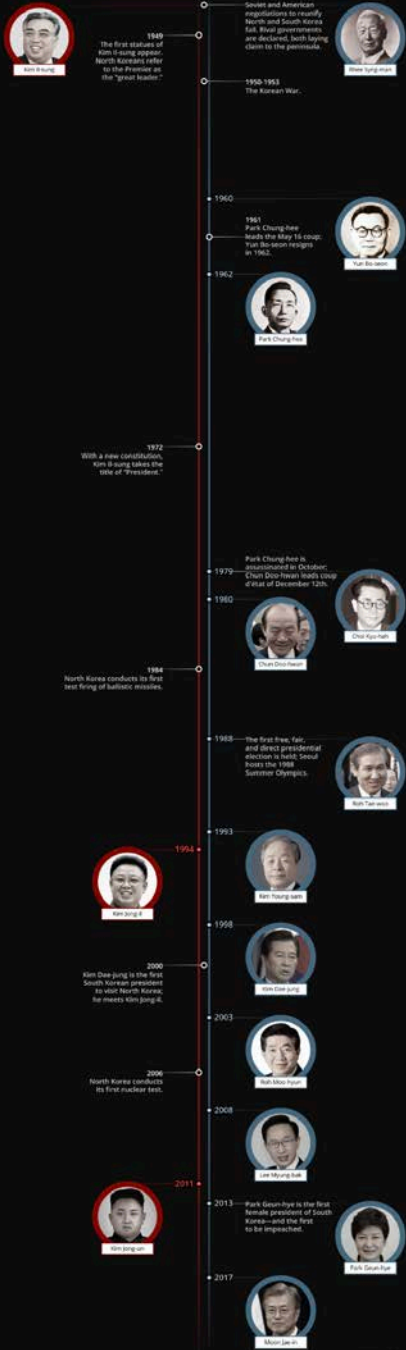 Soviet and American
negotiations to reunify
North and South Korea
fail. Rival governments
are declared, both laying
claim to the peninsula.
Kim Il-sung
Rhee Syng-man
1949
The first statues of
Kim Il-sung appear.
North Koreans refer
to the Premier as
the "great leader."
1950-1953
The Korean War.
1960
1961
Park Chung-hee
leads the May 16 coup;
Yun Bo-seon resigns
in 1962.
Yun Bo-seon
1962
Park Chung-hee
1972
With a new constitution,
Kim Il-sung takes the
title of "President."
1979
Park Chung-hee is
assassinated in October;
Chun Doo-hwan leads coup
d'état of December 12th.
Choi Kyu-hah
1980
Chun Doo-hwan
1984
North Korea conducts its first
test firing of ballistic missiles.
1988
The first free, fair,
and direct presidential
election is held; Seoul
hosts the 1988
Summer Olympics.
Roh Tae-woo
1993
Kim Young-sam
1994
Kim Jong-il
1998
Kim Dae-jung
2000
Kim Dae-jung is the first
South Korean president
to visit North Korea;
he meets Kim Jong-il.
2003
Roh Moo-hyun
2006
North Korea conducts
its first nuclear test.
2008
Lee Myung-bak
2011
Kim Jong-un
2013
Park Geun-hye is the first
female president of South
Korea—and the first
to be impeached.
Park Geun-hye
2017
Moon Jae-in